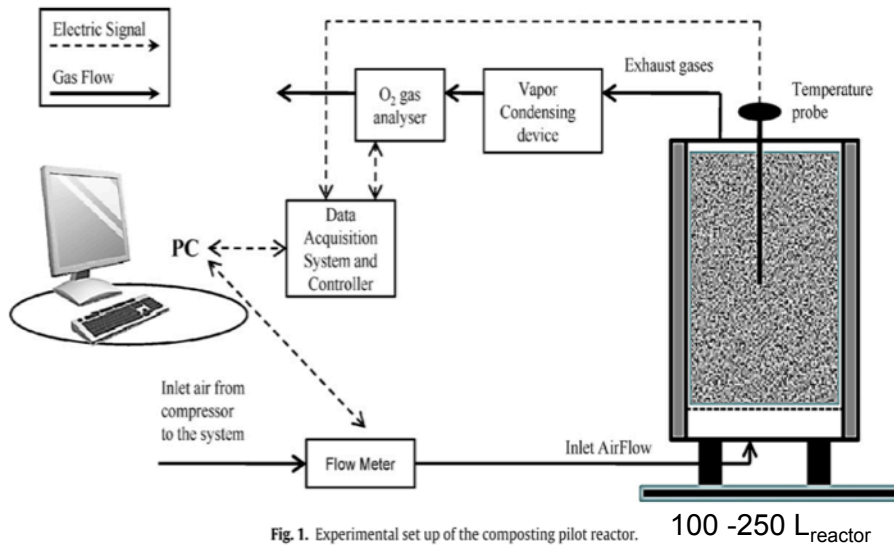 Electric Signal
Gas Flow
Exhaust gases
Temperature
probe
O₂ gas
analyser
Vapor
Condensing
device
PC
Data
Acquisition
System and
Controller
Inlet air from
compressor
to the system
Flow Meter
Inlet AirFlow
Fig. 1. Experimental set up of the composting pilot reactor.
100 -250 Lreactor